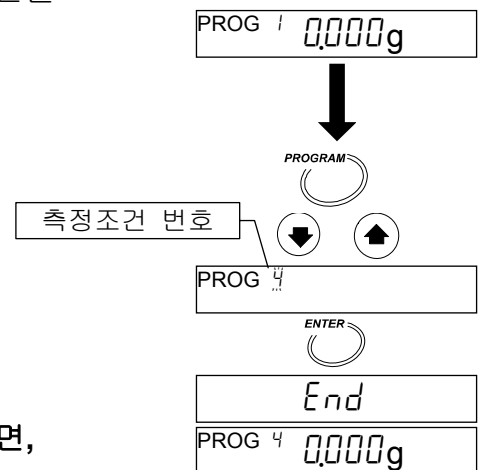 PROG 1 0.000g
PROGRAM
측정조건 번호
PROG 4
ENTER
End
면,
PROG 4 0.000g